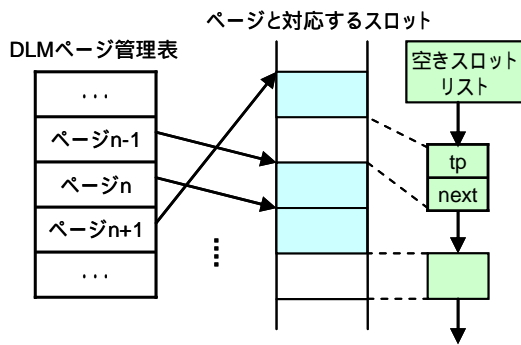 ページと対応するスロット
DLMページ管理表
空きスロット
リスト
...
ページn-1
ページn
ページn+1
...
tp
next